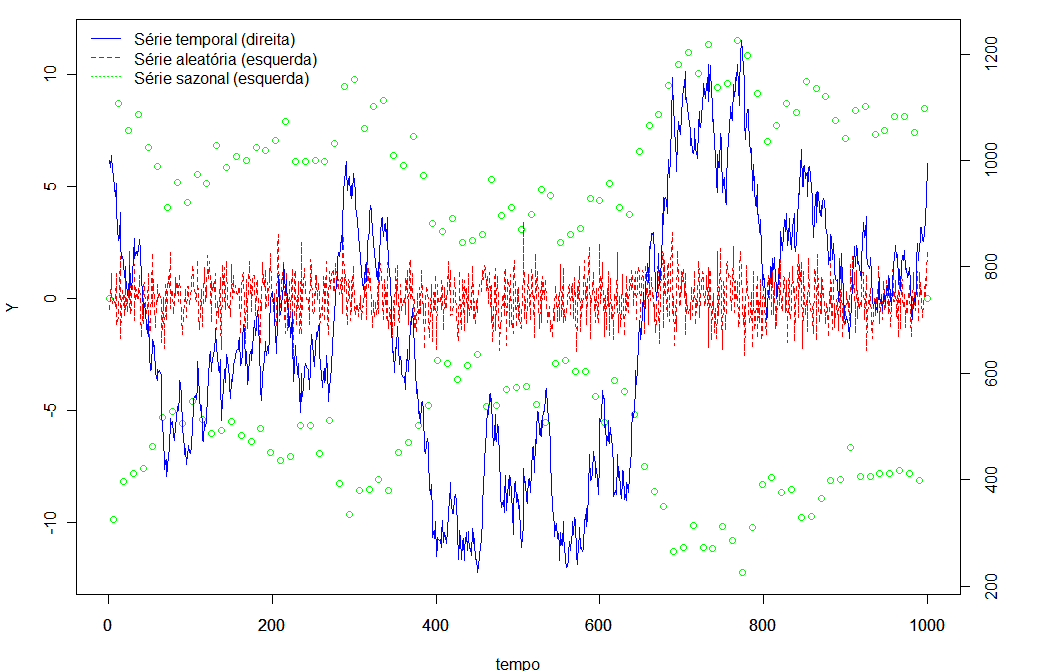 Série temporal (direita)
Série aleatória (esquerda)
Série sazonal (esquerda)
10
5
0
-5
-10
Y
1200
1000
800
600
400
200
0 200 400 600 800 1000
tempo